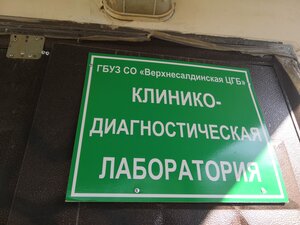 ГБУЗ СО «Верхнесалдинская ЦГБ»
КЛИНИКО-
ДИАГНОСТИЧЕСКАЯ
ЛАБОРАТОРИЯ